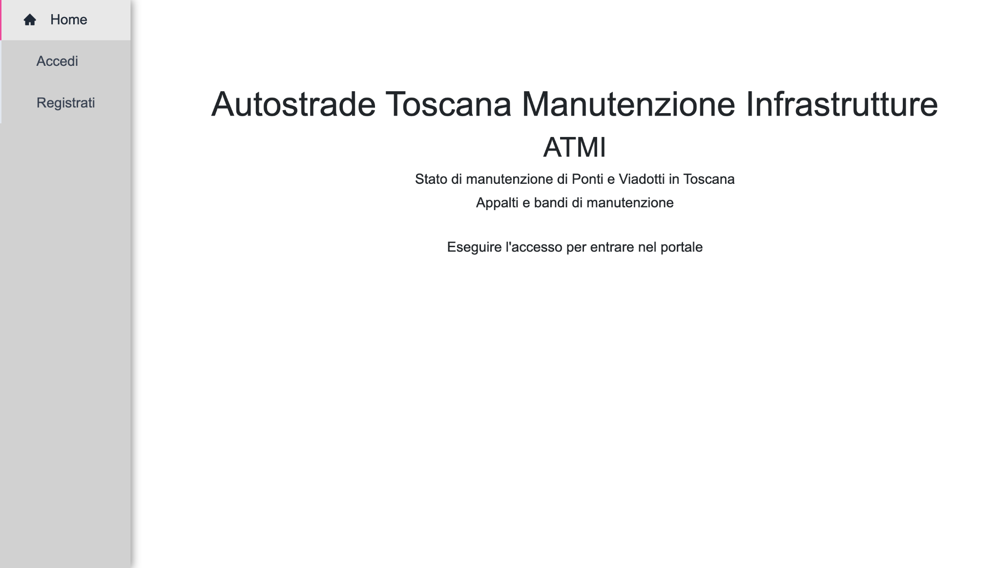 Home
Accedi
Registrati
Autostrade Toscana Manutenzione Infrastrutture
ATMI
Stato di manutenzione di Ponti e Viadotti in Toscana
Appalti e bandi di manutenzione
Eseguire l'accesso per entrare nel portale